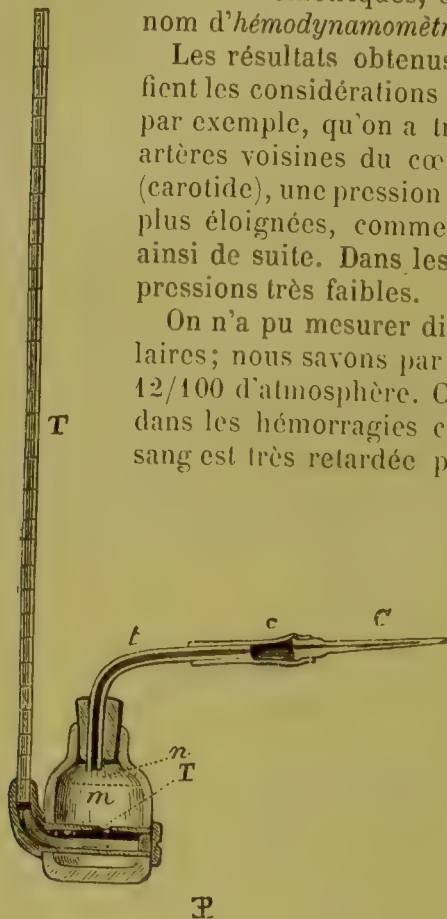 nom d'hémodynamomètr
Les résultats obtenus
fient les considérations
par exemple, qu'on a tr
artères voisines du cœ
(carotide), une pression
plus éloignées, comme
ainsi de suite. Dans les
pressions très faibles.
On n'a pu mesurer di
laires; nous savons par
12/100 d'atmosphère. C
dans les hémorragies c
sang est très retardée p
T
t c C
n
T
m